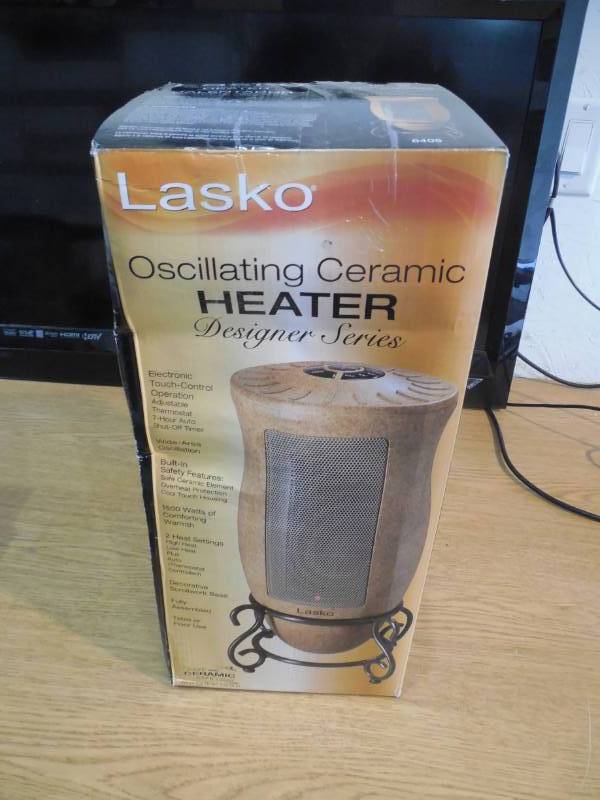 6405
Lasko
Oscillating Ceramic
HEATER
Designer Series
Electronic
Touch-Control
Operation
Adjustable
Thermostat
7-Hour Auto
Shut-Off Timer
Wide-Area
Oscillation
Built-In
Safety Features:
Safe Ceramic Element
Overheat Protection
Cool Touch Housing
1500 Watts of
Comforting
Warmth
2 Heat Settings
High Heat
Low Heat
Plus
Auto
(Thermostat
Controlled)
Decorative
Scrollwork Base
Fully
Assembled
Table or
Floor Use
Lasko
CERAMIC
HDMI